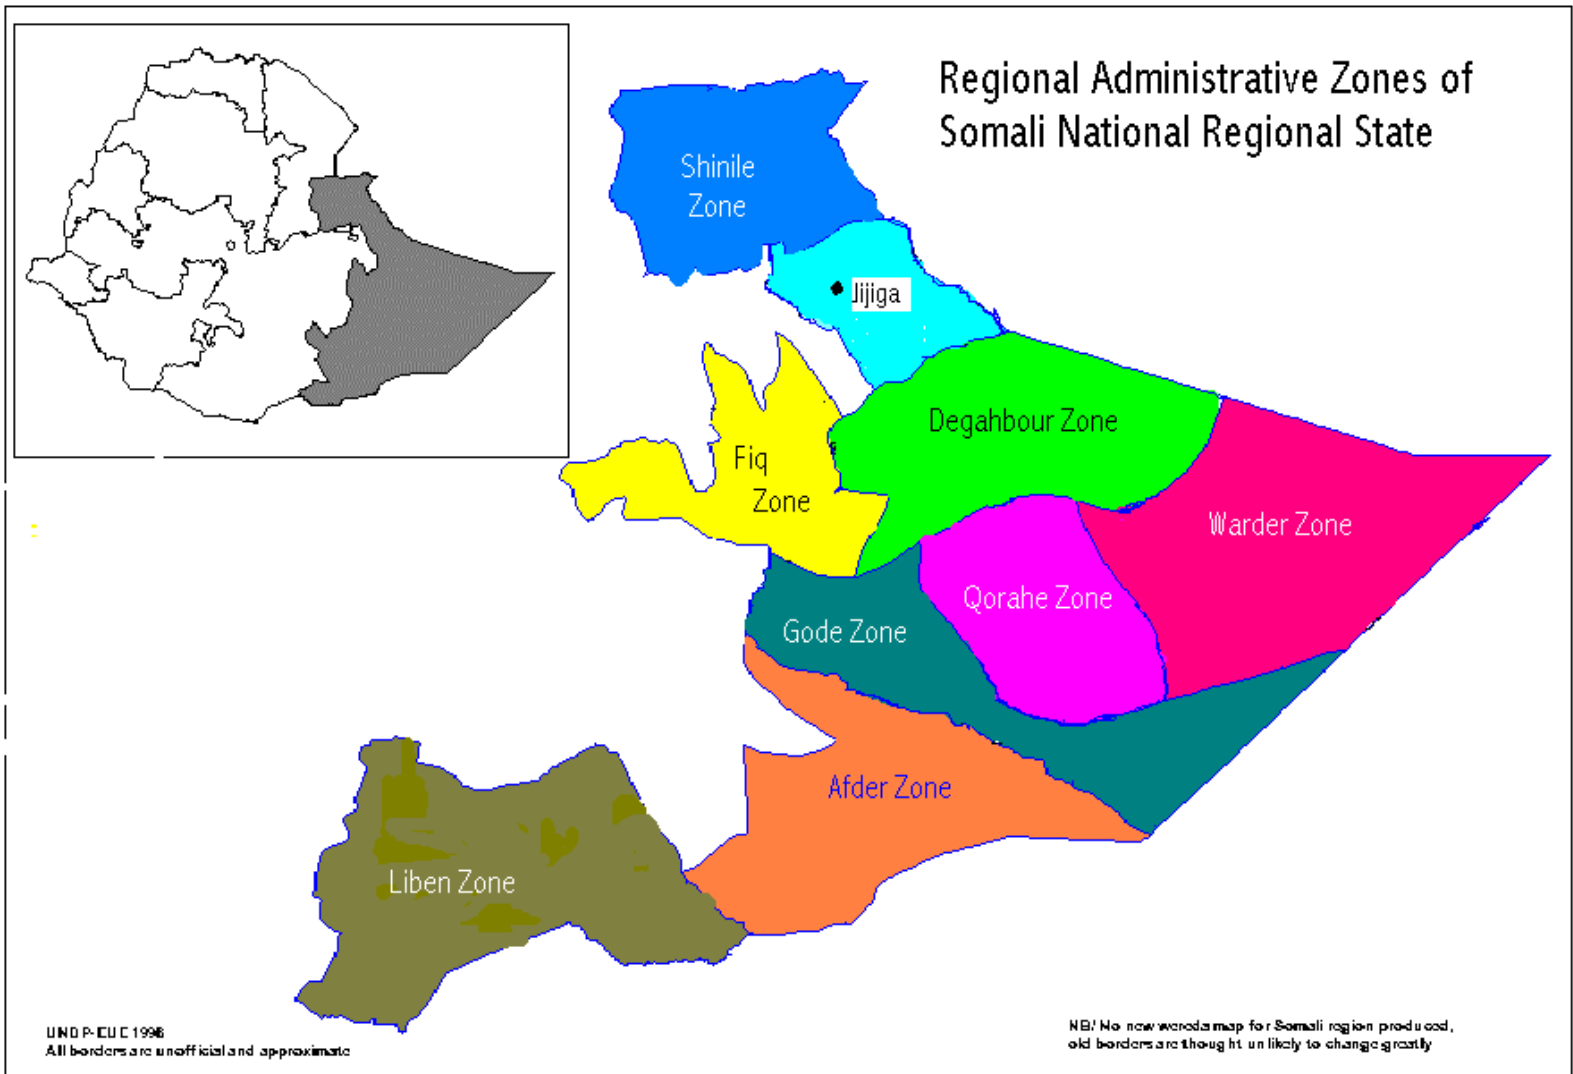 Regional Administrative Zones of
Somali National Regional State
Shinile
Zone
Jijiga
Degahbour Zone
Fiq
Zone
Warder Zone
Qorahe Zone
Gode Zone
Afder Zone
Liben Zone
UNDP-EUE 1998
All borders are unofficial and approximate
NB/ No new wereda map for Somali region produced,
old borders are thought unlikely to change greatly